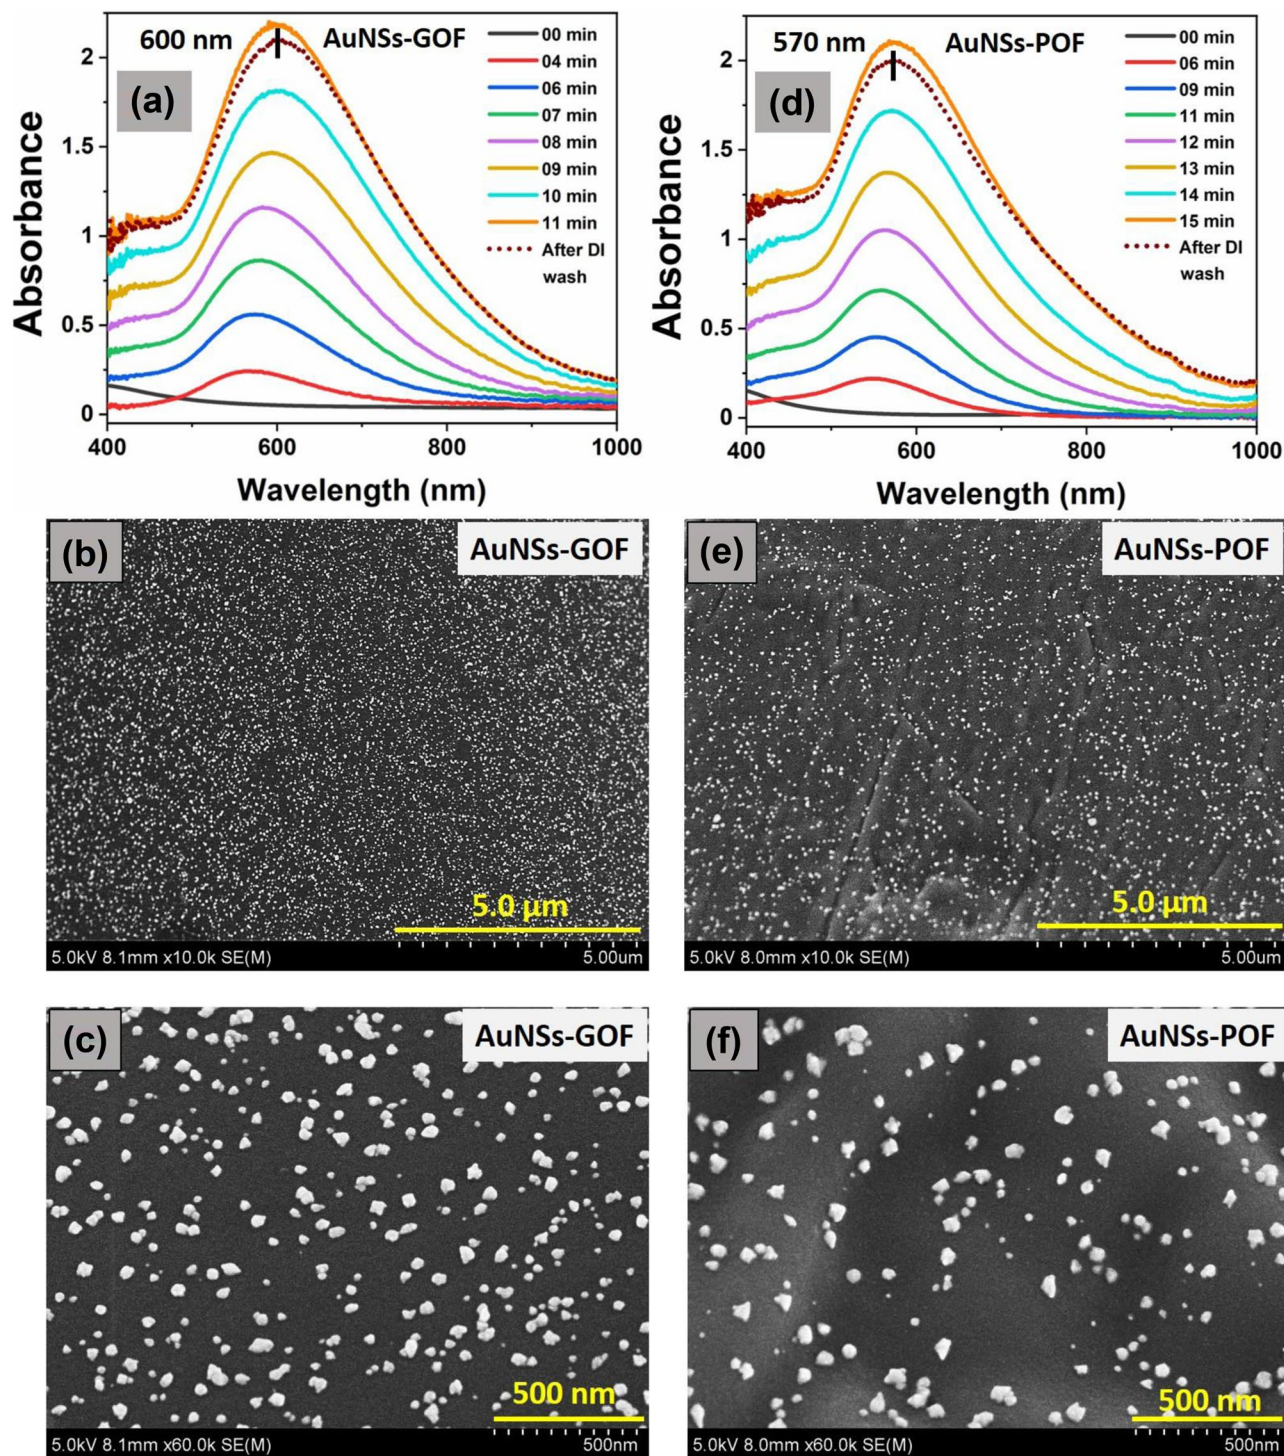 600 nm
AuNSs-GOF
(a)
00 min
04 min
06 min
07 min
08 min
09 min
10 min
11 min
After DI
wash
2
1.5
1
0.5
0
Absorbance
400
600
800
1000
Wavelength (nm)
570 nm
AuNSs-POF
(d)
00 min
06 min
09 min
11 min
12 min
13 min
14 min
15 min
After DI
wash
2
1.5
1
0.5
0
Absorbance
400
600
800
1000
Wavelength (nm)
(b)
AuNSs-GOF
5.0 μm
5.0kV 8.1mm x10.0k SE(M)
5.00um
(e)
AuNSs-POF
5.0 μm
5.0kV 8.0mm x10.0k SE(M)
5.00um
(c)
AuNSs-GOF
500 nm
5.0kV 8.1mm x60.0k SE(M)
500nm
(f)
AuNSs-POF
500 nm
5.0kV 8.0mm x60.0k SE(M)
500nm